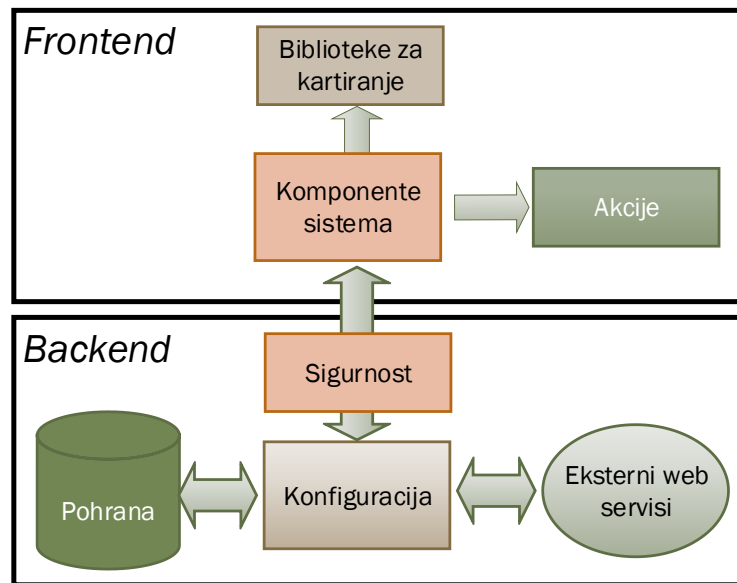 Frontend
Biblioteke za
kartiranje
Komponente
sistema
Akcije
Backend
Sigurnost
Pohrana
Konfiguracija
Eksterni web
servisi